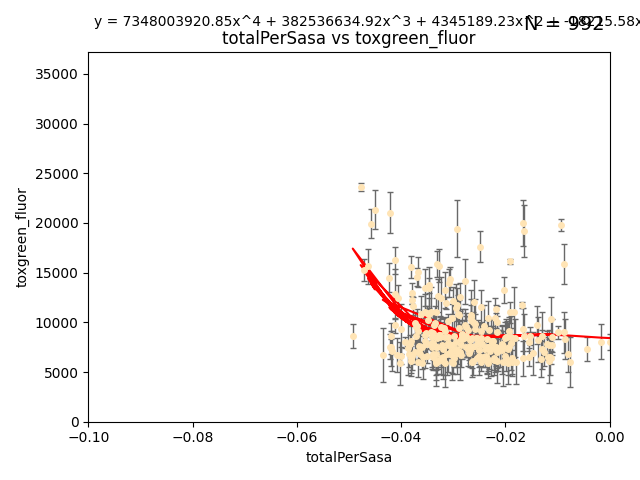 y = 7348003920.85x^4 + 382536634.92x^3 + 4345189.23x^2 +
N = 992
totalPerSasa vs toxgreen_fluor
35000
30000
25000
20000
15000
10000
5000
0
toxgreen_fluor
−0.10 −0.08 −0.06 −0.04 −0.02 0.00
totalPerSasa